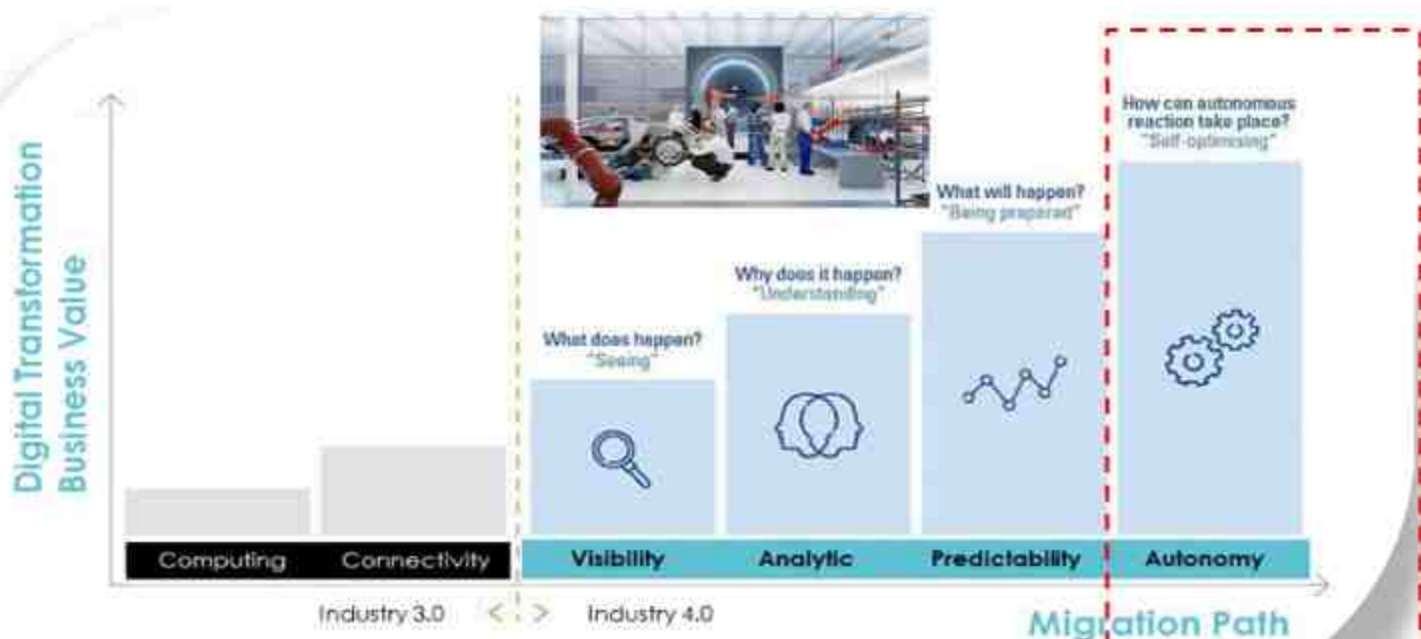 Digital Transformation
Business Value
How can autonomous
reaction take place?
"Self-optimising"
What will happen?
"Being prepared"
Why does it happen?
"Understanding"
What does happen?
"Seeing"
Computing
Connectivity
Visibility
Analytic
Predictability
Autonomy
Industry 3.0
< >
Industry 4.0
Migration Path